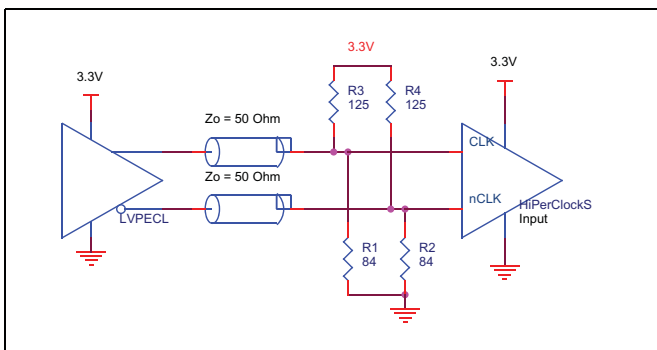 3.3V
3.3V
3.3V
R3
125
R4
125
Zo = 50 Ohm
CLK
Zo = 50 Ohm
nCLK
HiPerClockS
Input
LVPECL
R1
84
R2
84